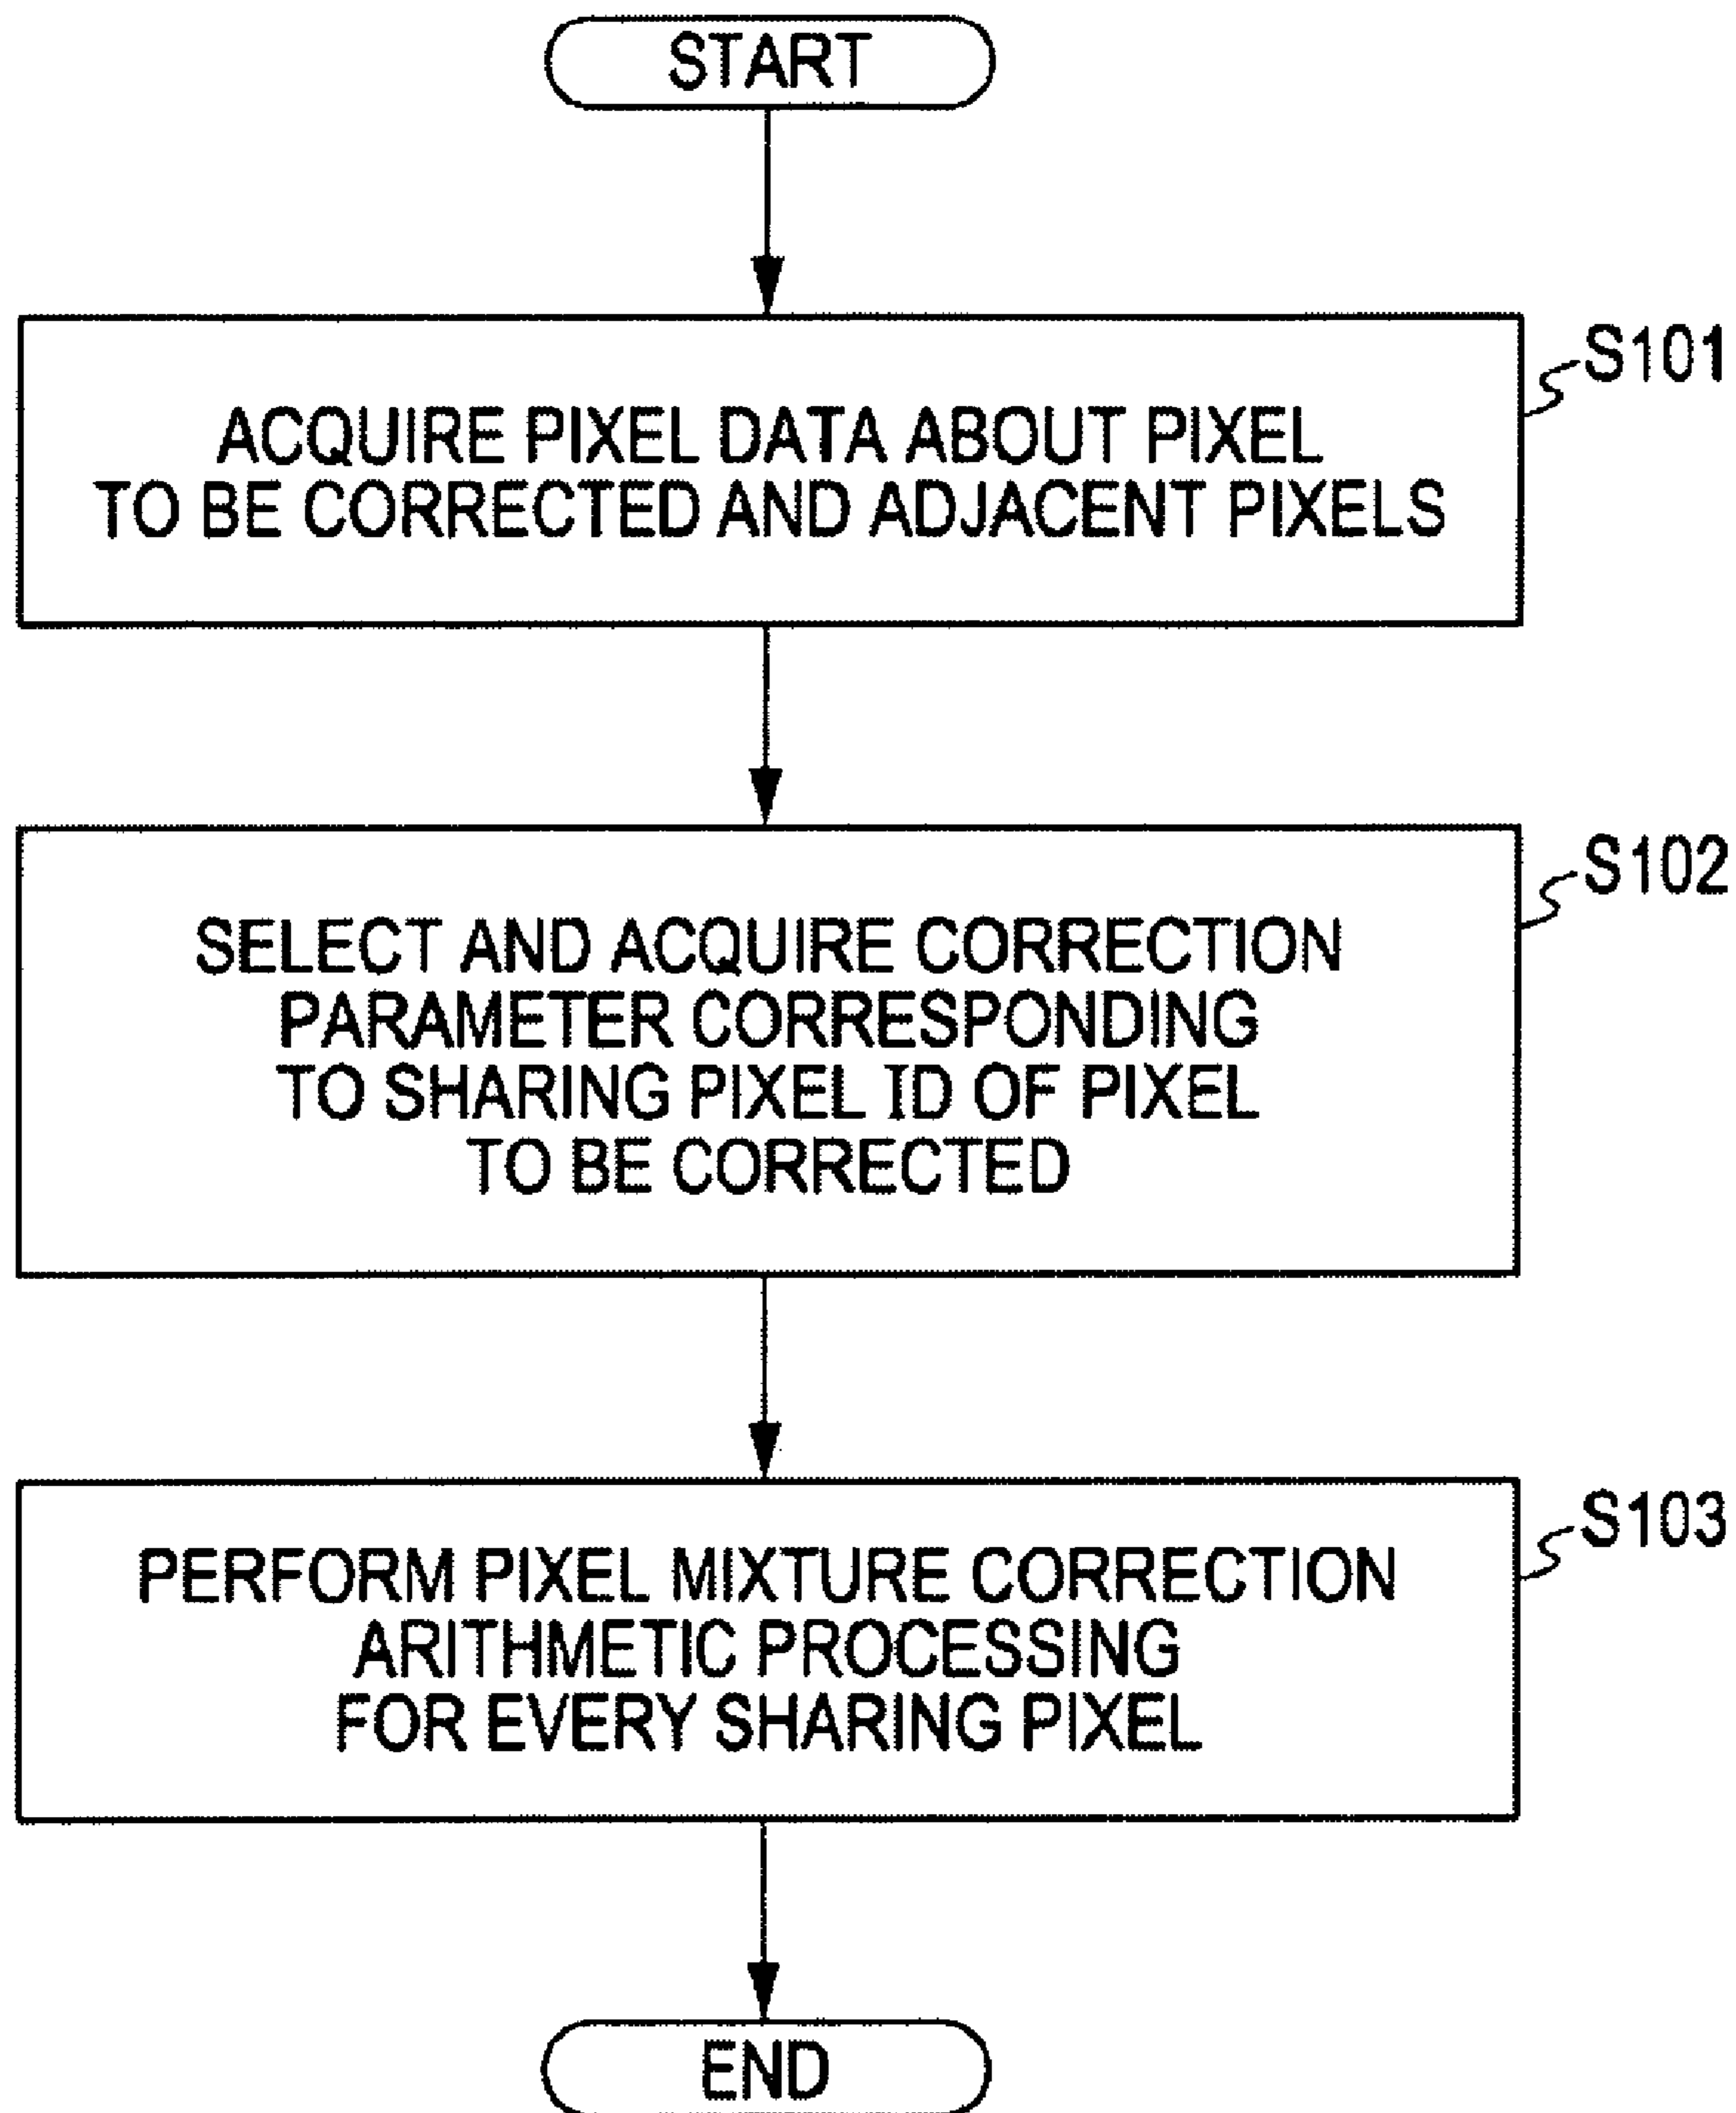 START
S101
ACQUIRE PIXEL DATA ABOUT PIXEL
TO BE CORRECTED AND ADJACENT PIXELS
S102
SELECT AND ACQUIRE CORRECTION
PARAMETER CORRESPONDING
TO SHARING PIXEL ID OF PIXEL
TO BE CORRECTED
S103
PERFORM PIXEL MIXTURE CORRECTION
ARITHMETIC PROCESSING
FOR EVERY SHARING PIXEL
END